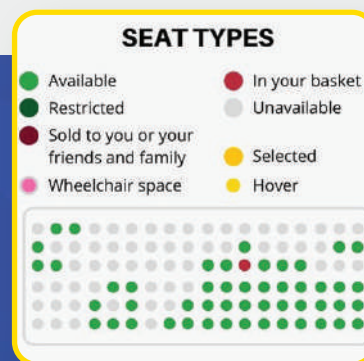 SEAT TYPES
Available
In your basket
Restricted
Unavailable
Sold to you or your
friends and family
Selected
Wheelchair space
Hover